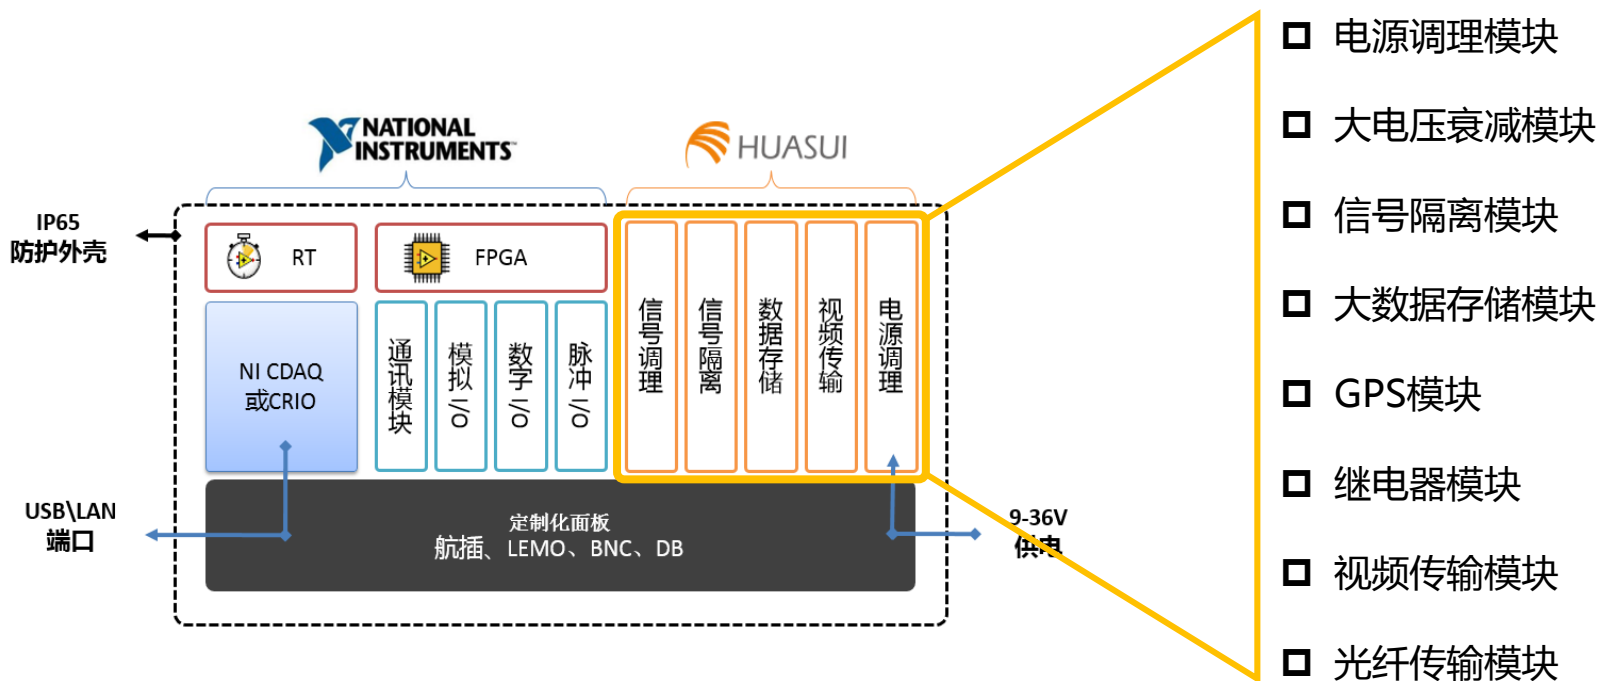 NATIONAL
INSTRUMENTS
HUASUI
IP65
防护外壳
RT
FPGA
NI CDAQ
或CRIO
通讯模块
模拟 I/O
数字 I/O
脉冲 I/O
信号调理
信号隔离
数据存储
视频传输
电源调理
USB\LAN
端口
定制化面板
航插、LEMO、BNC、DB
9-36V
供电
电源调理模块
大电压衰减模块
信号隔离模块
大数据存储模块
GPS模块
继电器模块
视频传输模块
光纤传输模块